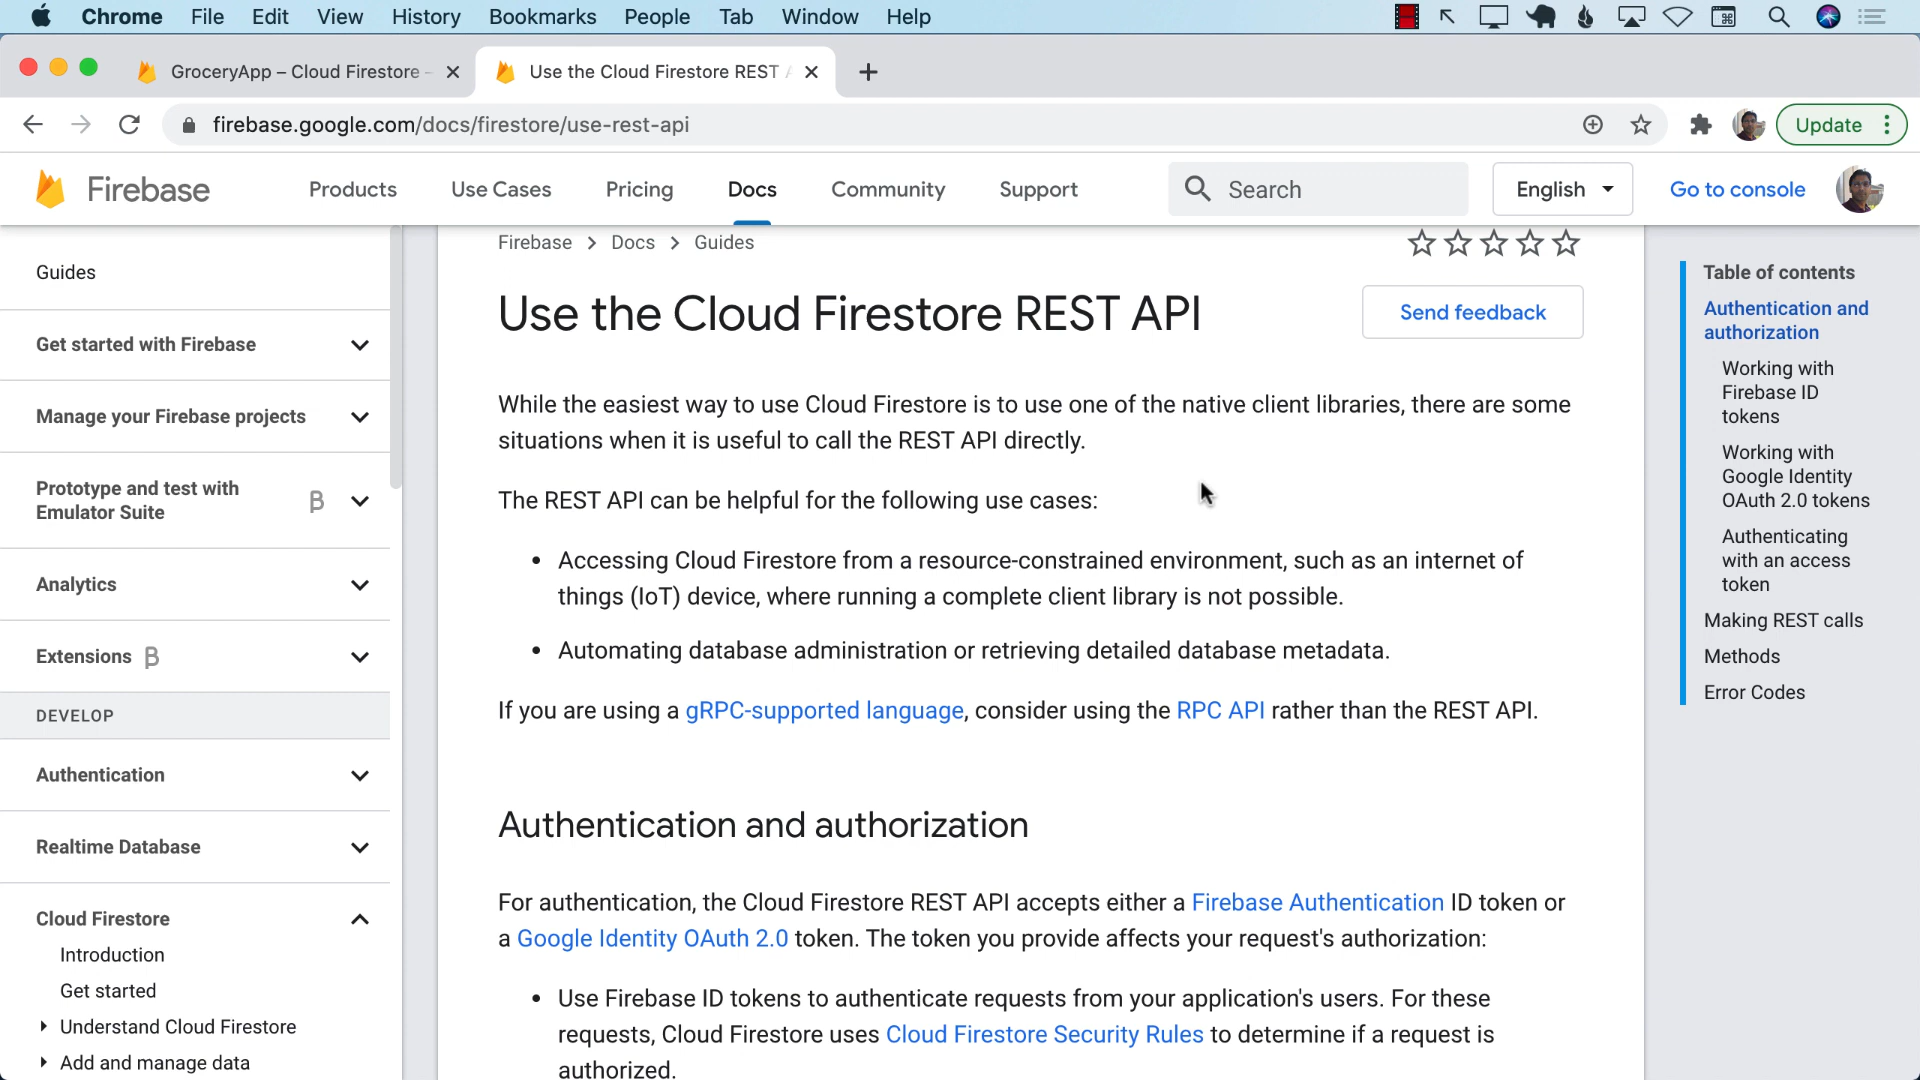 Chrome File Edit View History Bookmarks People Tab Window Help
GroceryApp – Cloud Firestore –
Use the Cloud Firestore REST
firebase.google.com/docs/firestore/use-rest-api
Update
Firebase
Products
Use Cases
Pricing
Docs
Community
Support
Search
English
Go to console
Guides
Get started with Firebase
Manage your Firebase projects
Prototype and test with
Emulator Suite β
Analytics
Extensions β
DEVELOP
Authentication
Realtime Database
Cloud Firestore
Introduction
Get started
Understand Cloud Firestore
Add and manage data
Firebase > Docs > Guides
Use the Cloud Firestore REST API
Send feedback
While the easiest way to use Cloud Firestore is to use one of the native client libraries, there are some
situations when it is useful to call the REST API directly.
The REST API can be helpful for the following use cases:
• Accessing Cloud Firestore from a resource-constrained environment, such as an internet of
things (IoT) device, where running a complete client library is not possible.
• Automating database administration or retrieving detailed database metadata.
If you are using a gRPC-supported language, consider using the RPC API rather than the REST API.
Authentication and authorization
For authentication, the Cloud Firestore REST API accepts either a Firebase Authentication ID token or
a Google Identity OAuth 2.0 token. The token you provide affects your request's authorization:
• Use Firebase ID tokens to authenticate requests from your application's users. For these
requests, Cloud Firestore uses Cloud Firestore Security Rules to determine if a request is
authorized.
Table of contents
Authentication and
authorization
Working with
Firebase ID
tokens
Working with
Google Identity
OAuth 2.0 tokens
Authenticating
with an access
token
Making REST calls
Methods
Error Codes